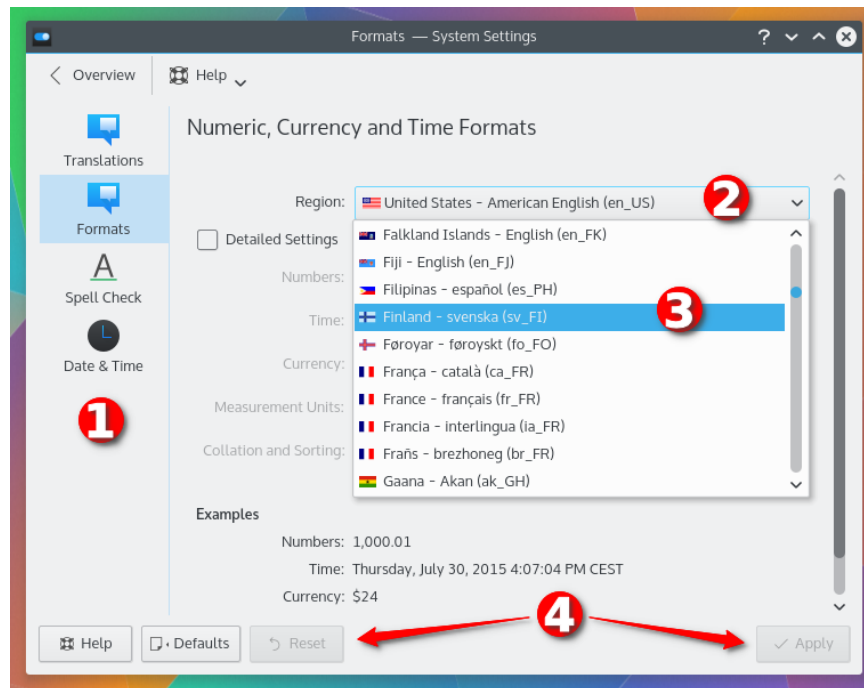 Formats — System Settings
Overview
Help
Translations
Formats
Spell Check
Date & Time
1
Numeric, Currency and Time Formats
Region: United States - American English (en_US)
2
Detailed Settings
Numbers:
Time:
Currency:
Measurement Units:
Collation and Sorting:
Falkland Islands - English (en_FK)
Fiji - English (en_FJ)
Filipinas - español (es_PH)
Finland - svenska (sv_FI)
3
Føroyar - føroyskt (fo_FO)
França - català (ca_FR)
France - français (fr_FR)
Francia - interlingua (ia_FR)
Frañs - brezhoneg (br_FR)
Gaana - Akan (ak_GH)
Examples
Numbers: 1,000.01
Time: Thursday, July 30, 2015 4:07:04 PM CEST
Currency: $24
4
Help
Defaults
Reset
Apply